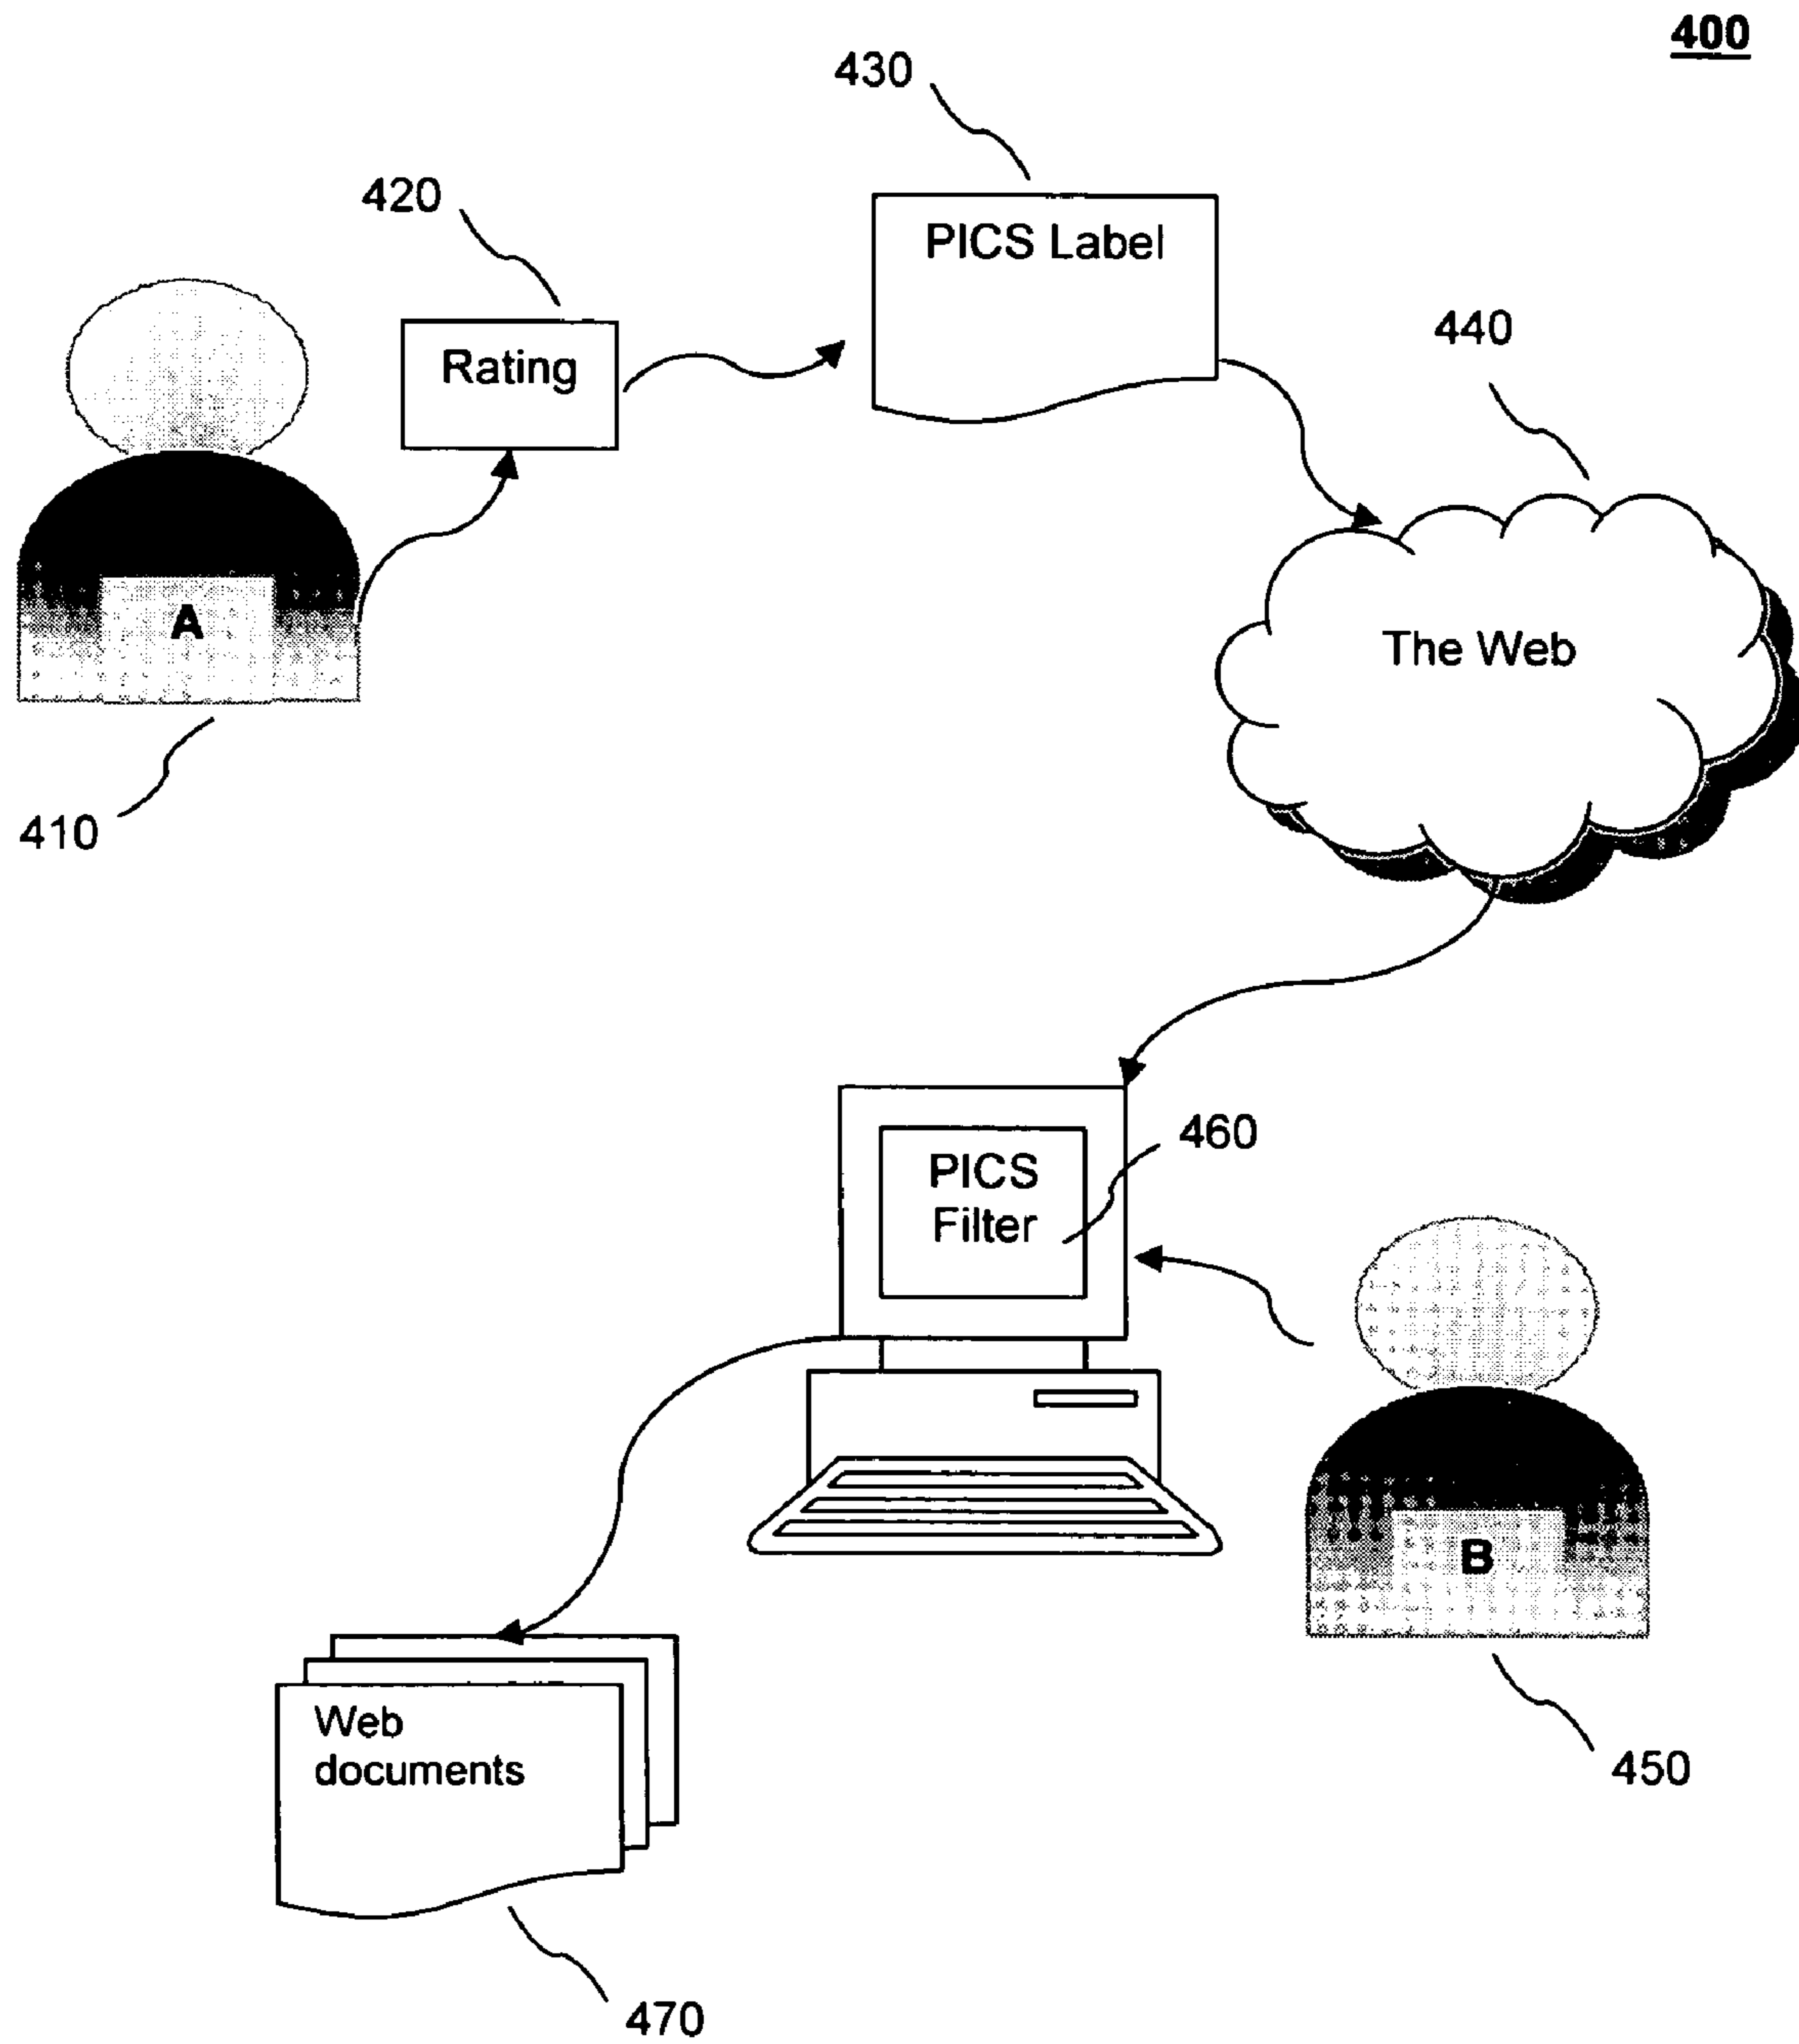 400
430
420
PICS Label
440
Rating
A
The Web
410
460
PICS
Filter
B
Web
documents
450
470